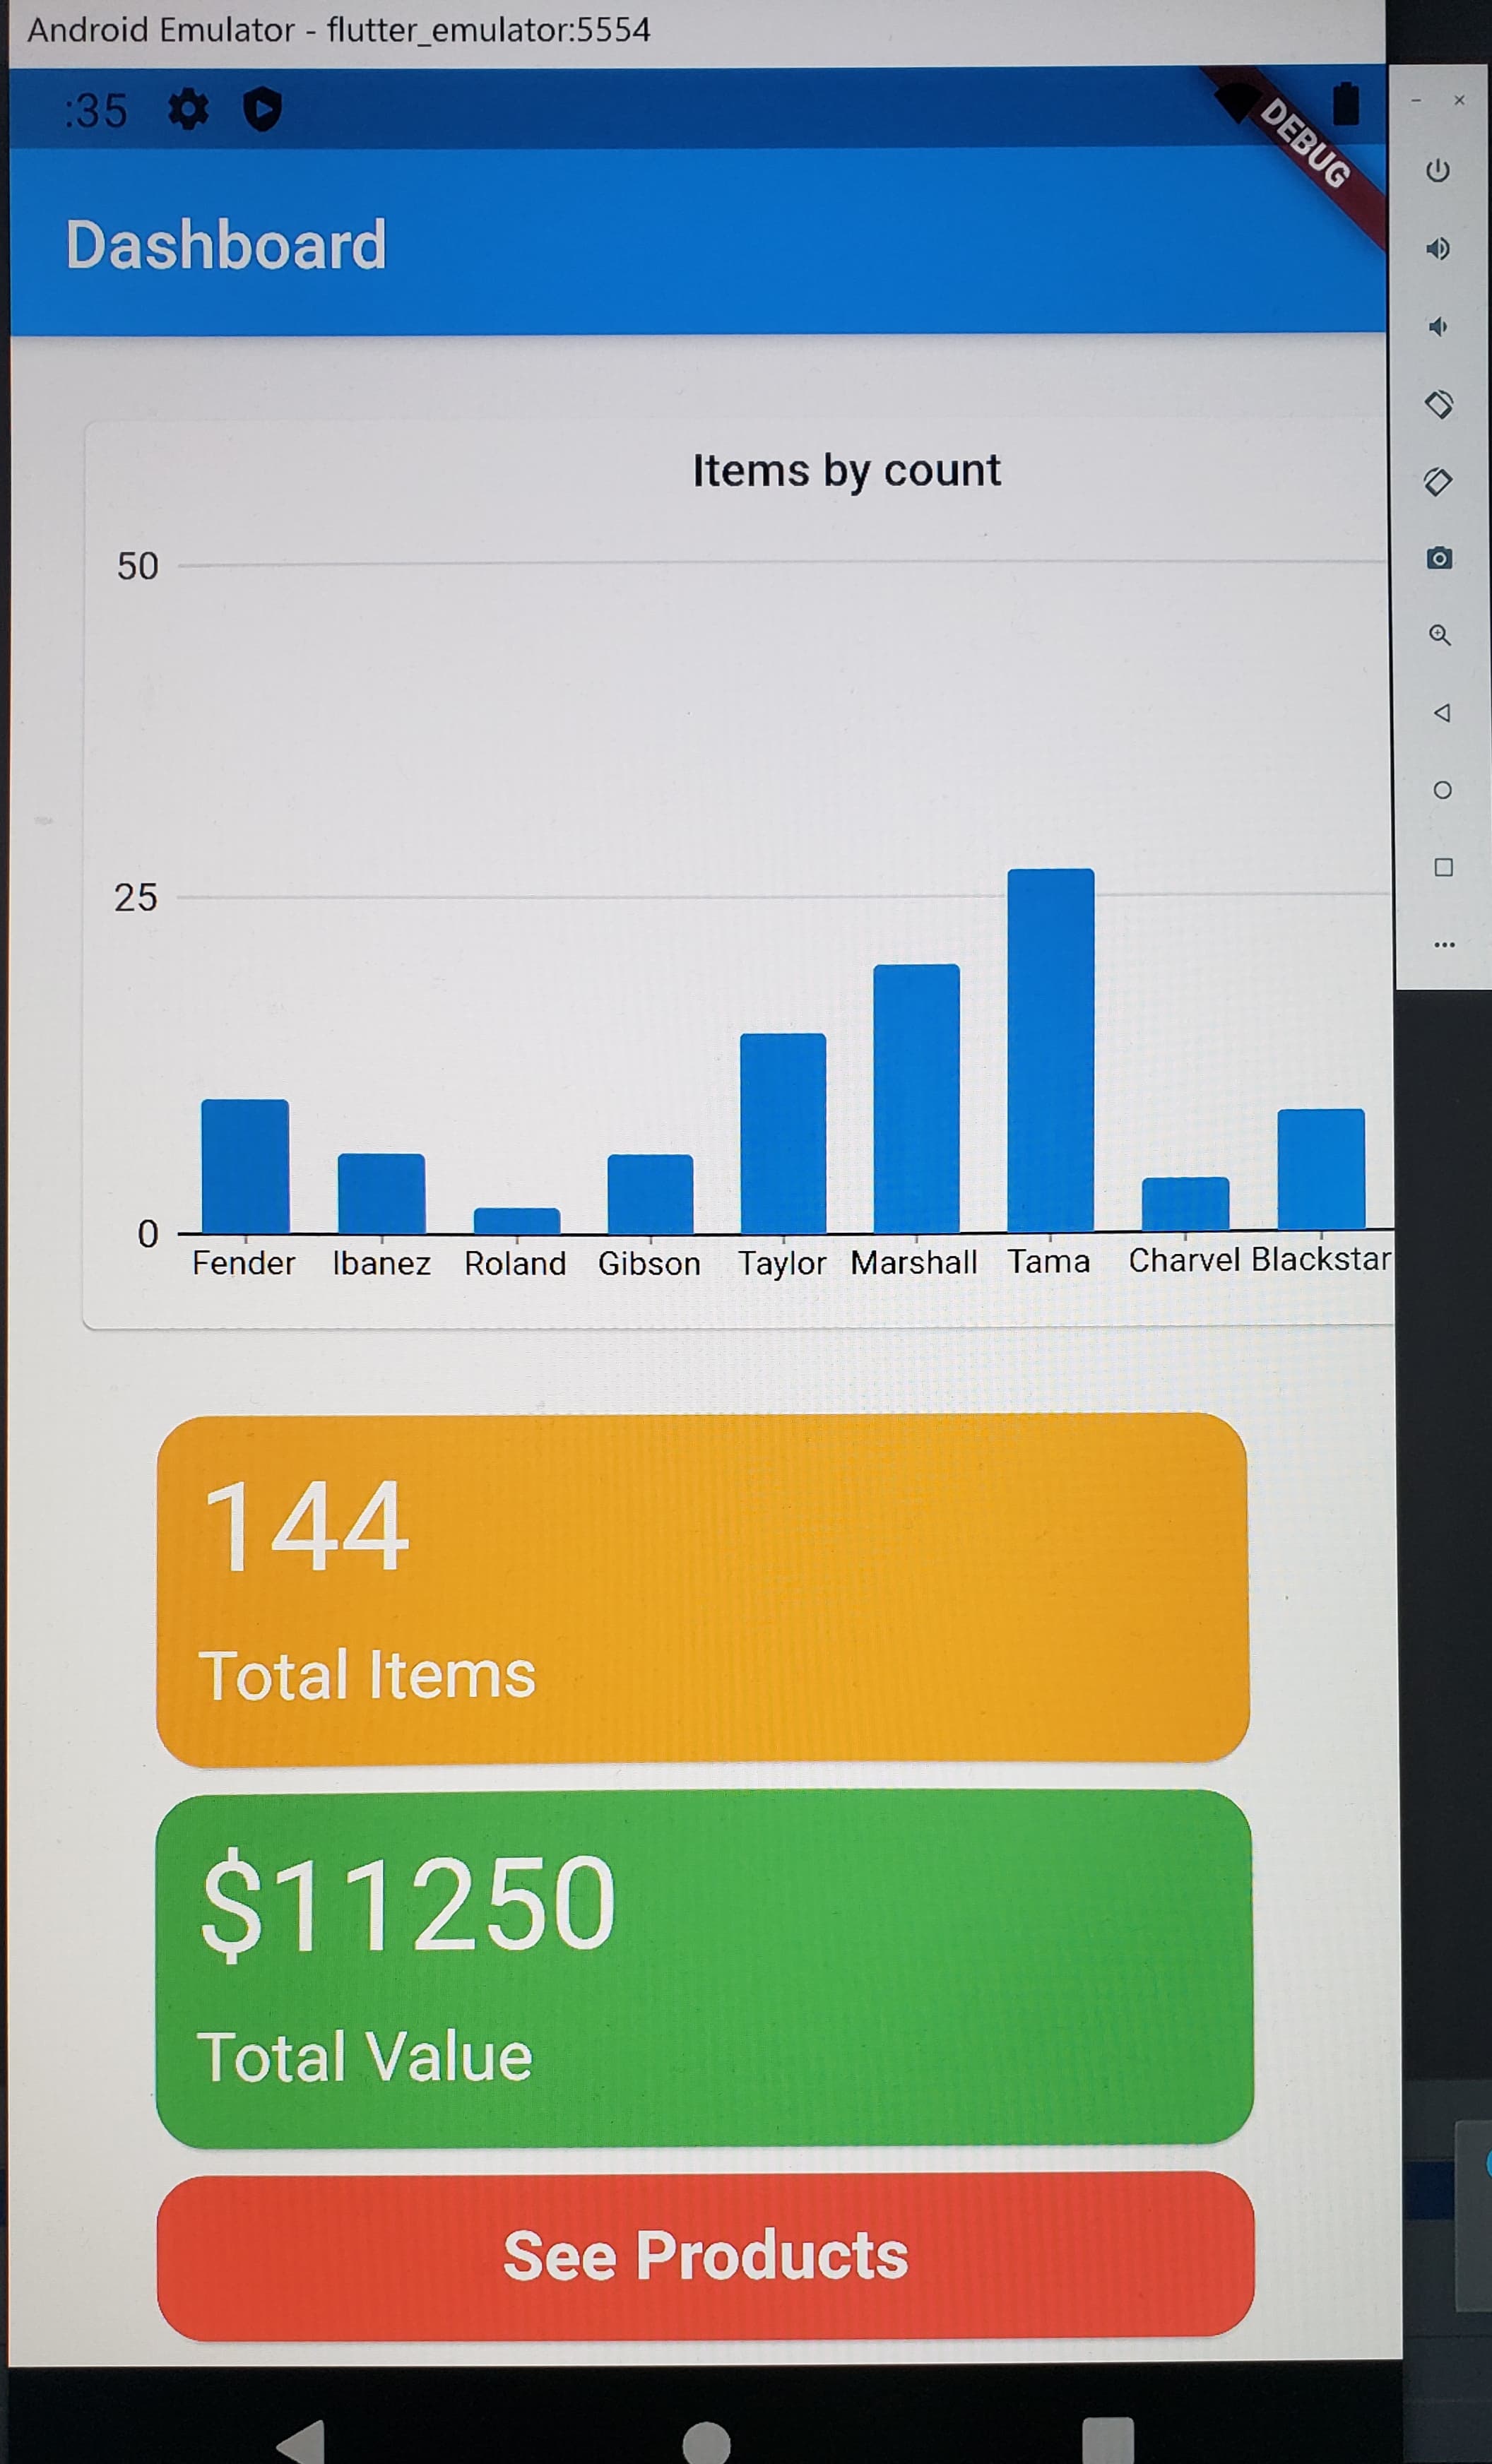 Android Emulator - flutter_emulator:5554
:35
DEBUG
Dashboard
Items by count
50
25
0
Fender Ibanez Roland Gibson Taylor Marshall Tama Charvel Blackstar
144
Total Items
$11250
Total Value
See Products